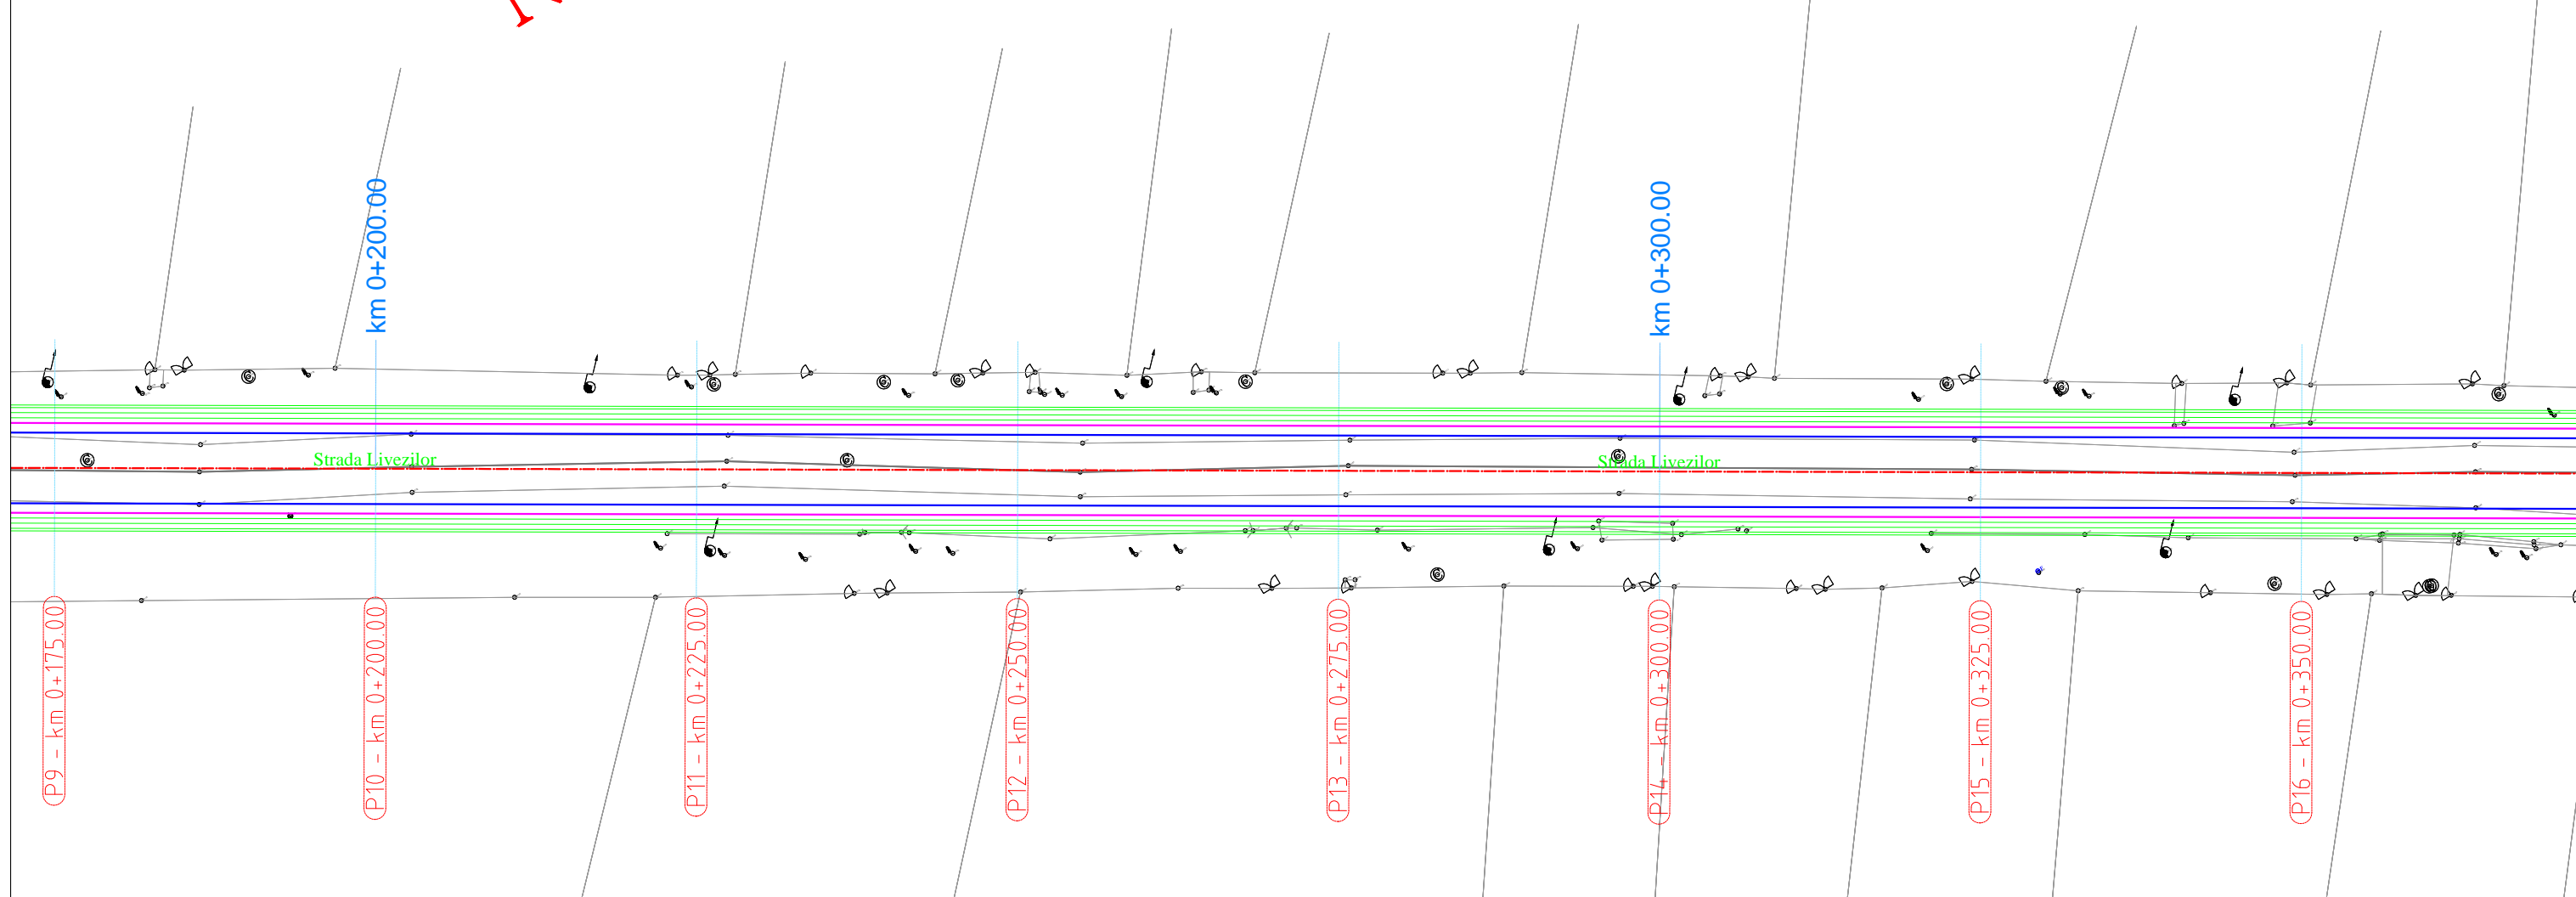 km 0+200.00
km 0+300.00
Strada Livezilor
Strada Livezilor
P9 - km 0+175.00
P10 - km 0+200.00
P11 - km 0+225.00
P12 - km 0+250.00
P13 - km 0+275.00
P14 - km 0+300.00
P15 - km 0+325.00
P16 - km 0+350.00